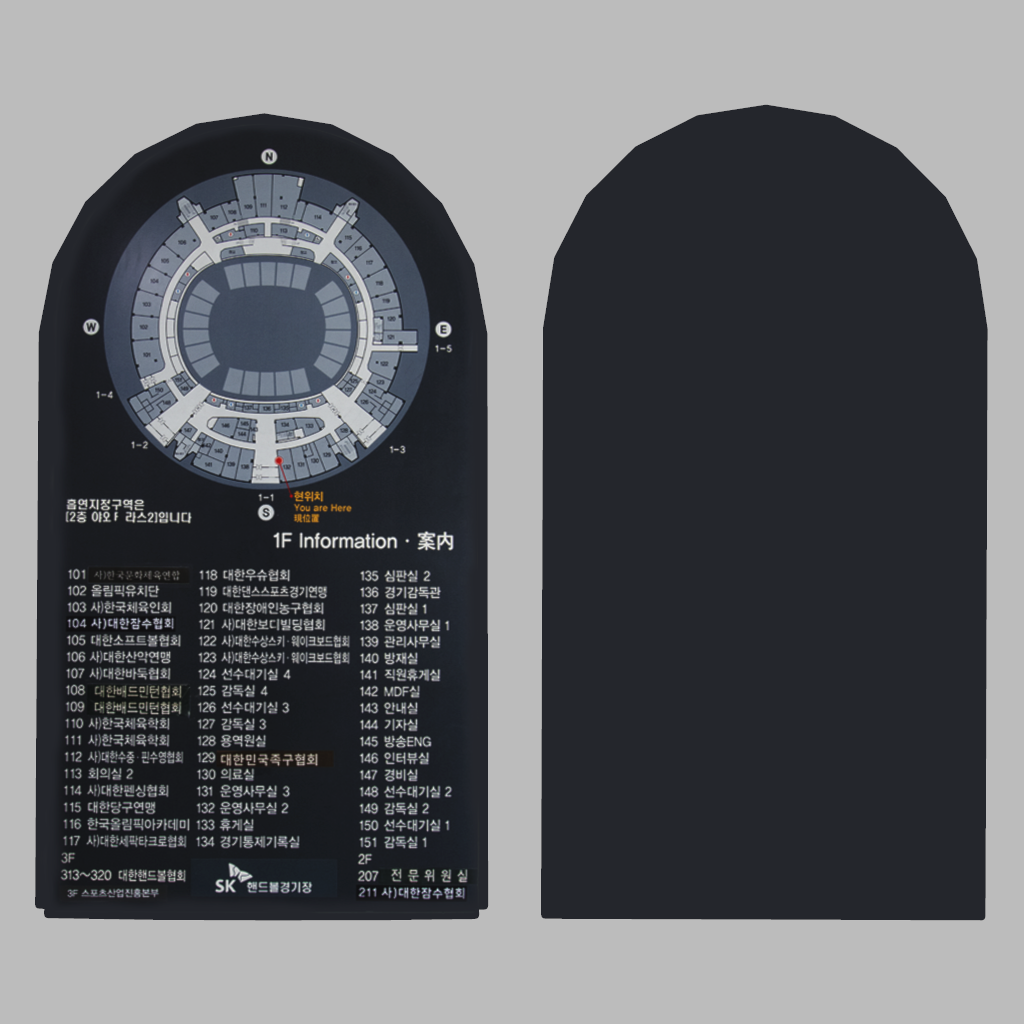 N
W
E
1-5
1-4
1-2
1-3
1-1
S
현위치
You are Here
現位置
흡연지정구역은
1F Information · 案内
101 사)한국문화체육연합
102 올림픽유치단
103 사)한국체육인회
104 사)대한잠수협회
105 대한소프트볼협회
106 사)대한산악연맹
107 사)대한바둑협회
108 대한배드민턴협회
109 대한배드민턴협회
110 사)한국체육학회
111 사)한국체육학회
112 사)대한수중·핀수영협회
113 회의실 2
114 사)대한펜싱협회
115 대한당구연맹
116 한국올림픽아카데미
117 사)대한세팍타크로협회
3F
313~320 대한핸드볼협회
3F 스포츠산업진흥본부
118 대한우슈협회
119 대한댄스스포츠경기연맹
120 대한장애인농구협회
121 사)대한보디빌딩협회
122 사)대한수상스키·웨이크보드협회
123 사)대한수상스키·웨이크보드협회
124 선수대기실 4
125 감독실 4
126 선수대기실 3
127 감독실 3
128 용역원실
129 대한민국족구협회
130 의료실
131 운영사무실 3
132 운영사무실 2
133 휴게실
134 경기통제기록실
SK 핸드볼경기장
135 심판실 2
136 경기감독관
137 심판실 1
138 운영사무실 1
139 관리사무실
140 방재실
141 직원휴게실
142 MDF실
143 안내실
144 기자실
145 방송ENG
146 인터뷰실
147 경비실
148 선수대기실 2
149 감독실 2
150 선수대기실 1
151 감독실 1
2F
207 전문위원실
211 사)대한잠수협회